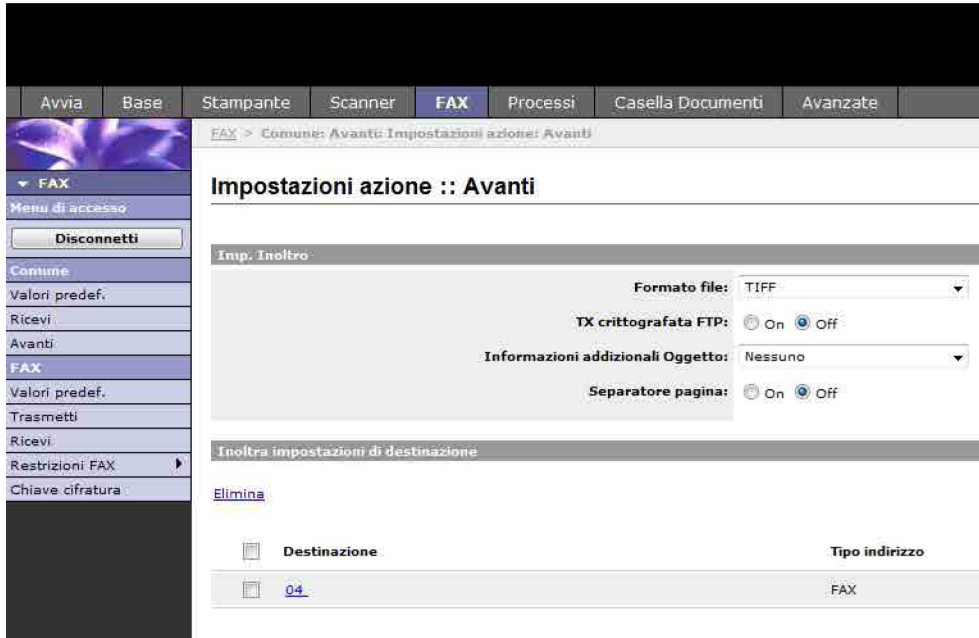 Avvia Base Stampante Scanner FAX Processi Casella Documenti Avanzate
FAX > Comune: Avanti: Impostazioni azione: Avanti
FAX
Menu di accesso
Disconnetti
Comune
Valori predef.
Ricevi
Avanti
FAX
Valori predef.
Trasmetti
Ricevi
Restrizioni FAX
Chiave cifratura
Impostazioni azione :: Avanti
Imp. Inoltro
Formato file: TIFF
TX crittografata FTP: On Off
Informazioni addizionali Oggetto: Nessuno
Separatore pagina: On Off
Inoltra impostazioni di destinazione
Elimina
Destinazione Tipo indirizzo
04 FAX